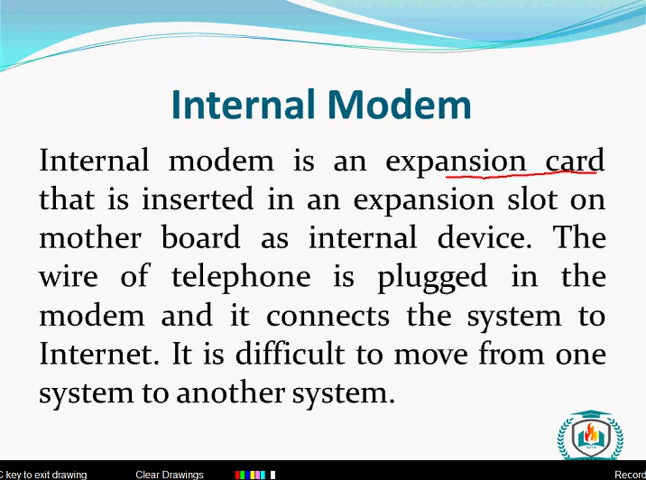 Internal Modem
Internal modem is an expansion card
that is inserted in an expansion slot on
mother board as internal device. The
wire of telephone is plugged in the
modem and it connects the system to
Internet. It is difficult to move from one
system to another system.
C key to exit drawing Clear Drawings Record